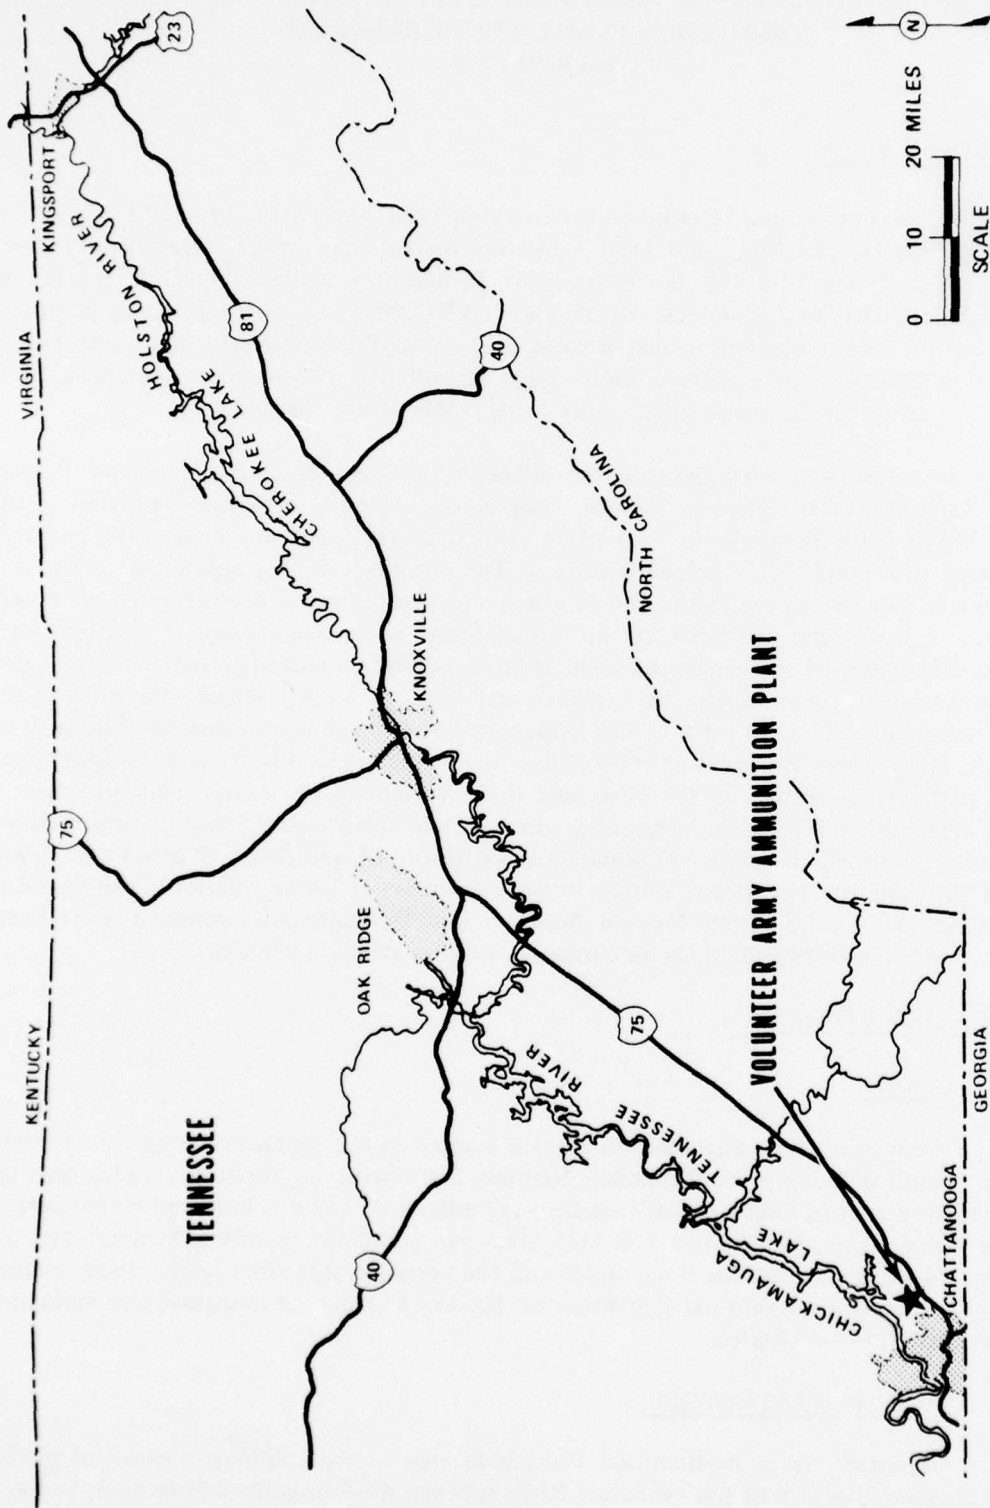 KENTUCKY
VIRGINIA
KINGSPORT
23
HOLSTON RIVER
CHEROKEE LAKE
81
75
40
TENNESSEE
OAK RIDGE
KNOXVILLE
NORTH CAROLINA
40
75
TENNESSEE RIVER
CHICKAMAUGA LAKE
VOLUNTEER ARMY AMMUNITION PLANT
CHATTANOOGA
GEORGIA
0 10 20 MILES
SCALE
N